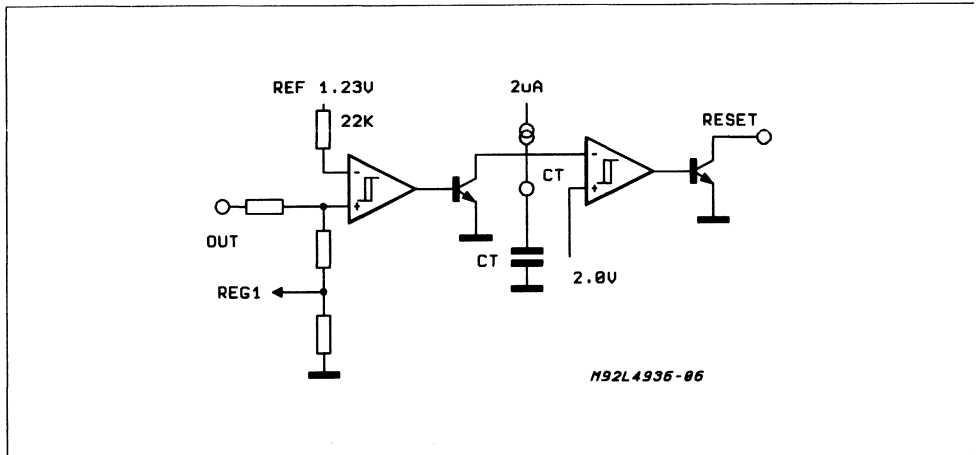 REF 1.23V
22K
-
+
OUT
REG1
2uA
CT
CT
-
+
2.0V
RESET
M92L4936-06